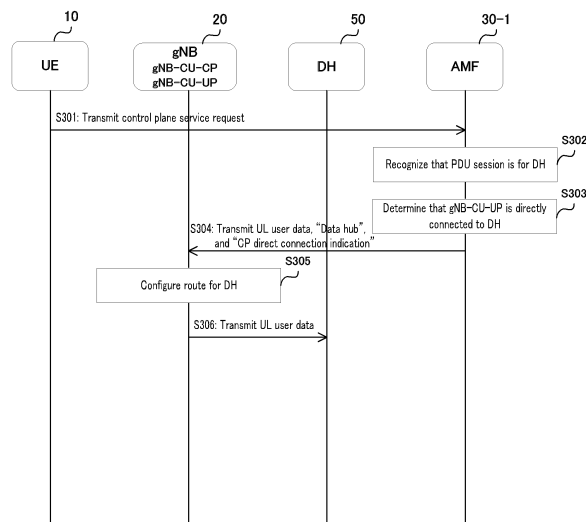 10
20
50
30-1
UE
gNB
gNB-CU-CP
gNB-CU-UP
DH
AMF
S301: Transmit control plane service request
S302
Recognize that PDU session is for DH
S303
Determine that gNB-CU-UP is directly
connected to DH
S304: Transmit UL user data, "Data hub",
and "CP direct connection indication"
S305
Configure route for DH
S306: Transmit UL user data